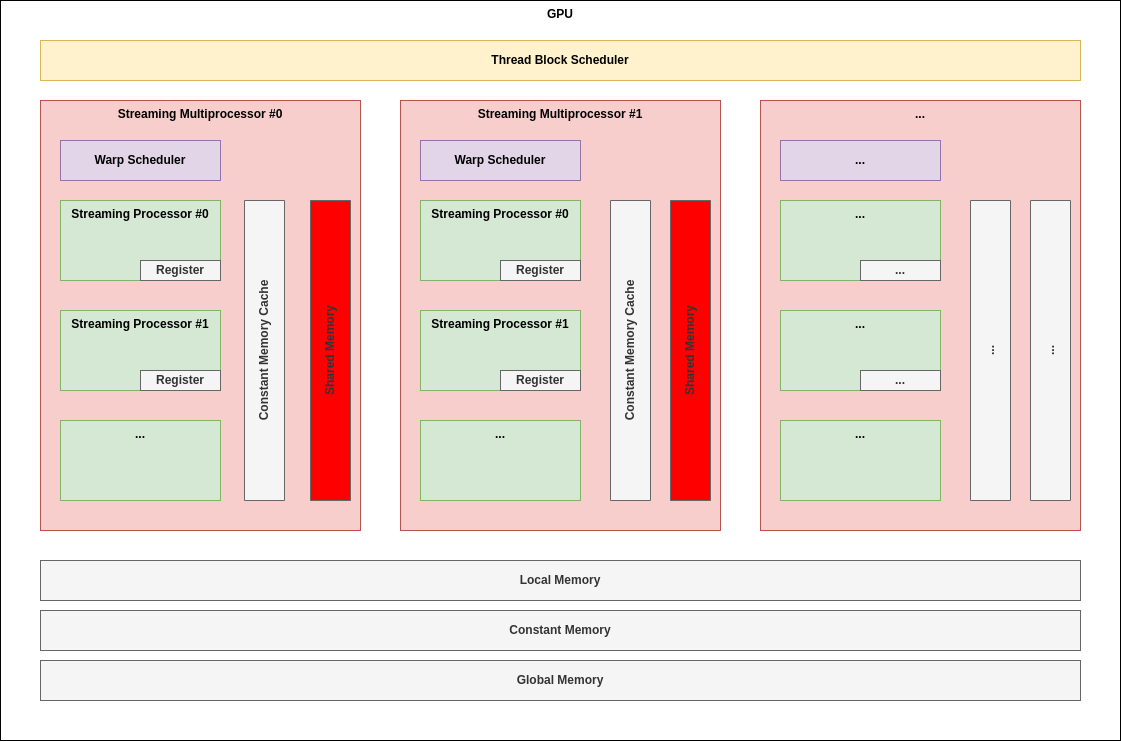 GPU
Thread Block Scheduler
Streaming Multiprocessor #0
Warp Scheduler
Streaming Processor #0
Register
Streaming Processor #1
Register
...
Constant Memory Cache
Shared Memory
Streaming Multiprocessor #1
Warp Scheduler
Streaming Processor #0
Register
Streaming Processor #1
Register
...
Constant Memory Cache
Shared Memory
...
...
...
...
...
...
...
...
...
Local Memory
Constant Memory
Global Memory